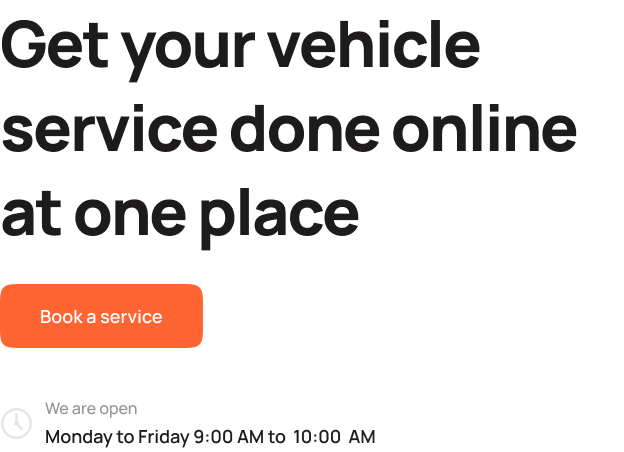 Get your vehicle
service done online
at one place
Book a service
We are open
Monday to Friday 9:00 AM to 10:00 AM